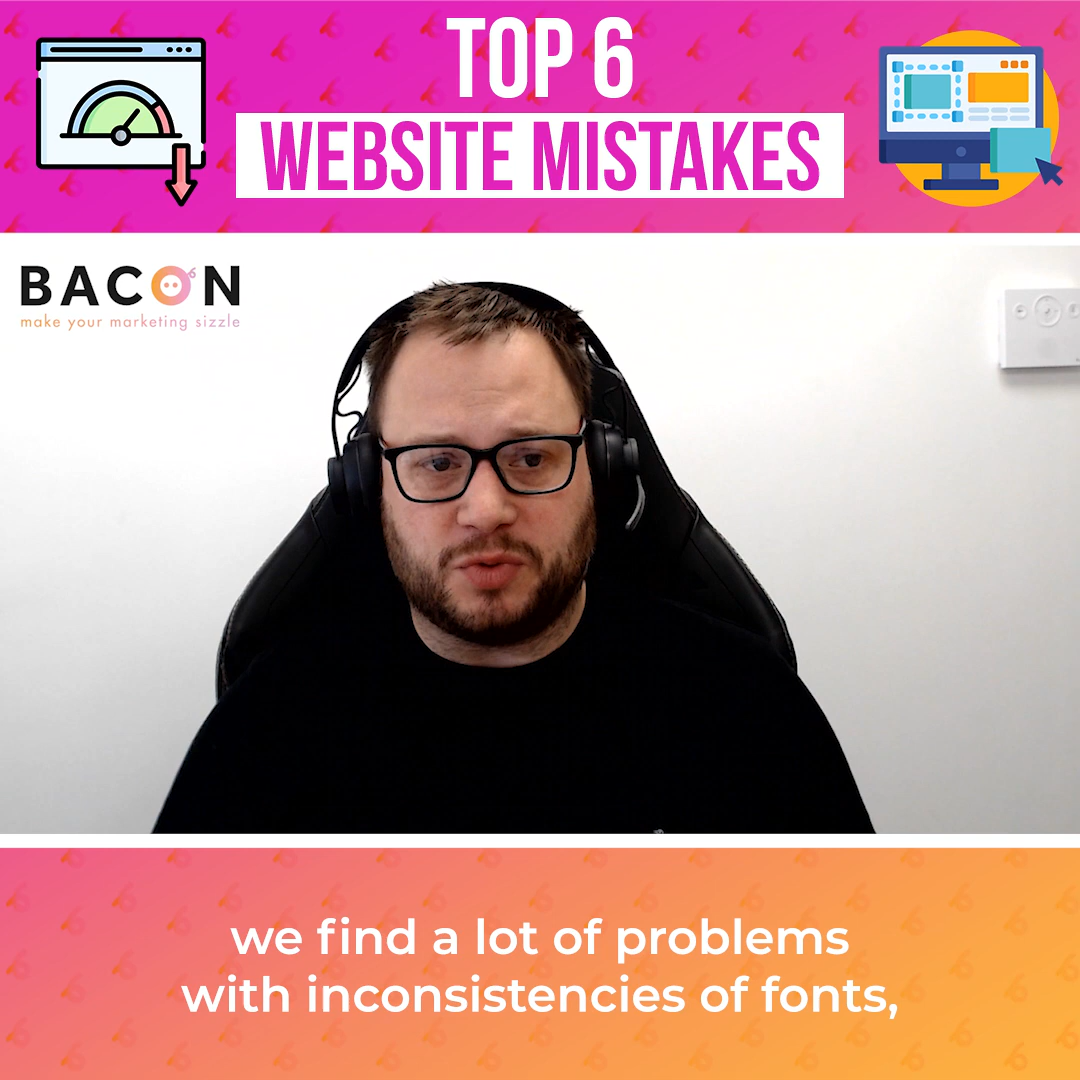 TOP 6
WEBSITE MISTAKES
BACON
make your marketing sizzle
we find a lot of problems
with inconsistencies of fonts,